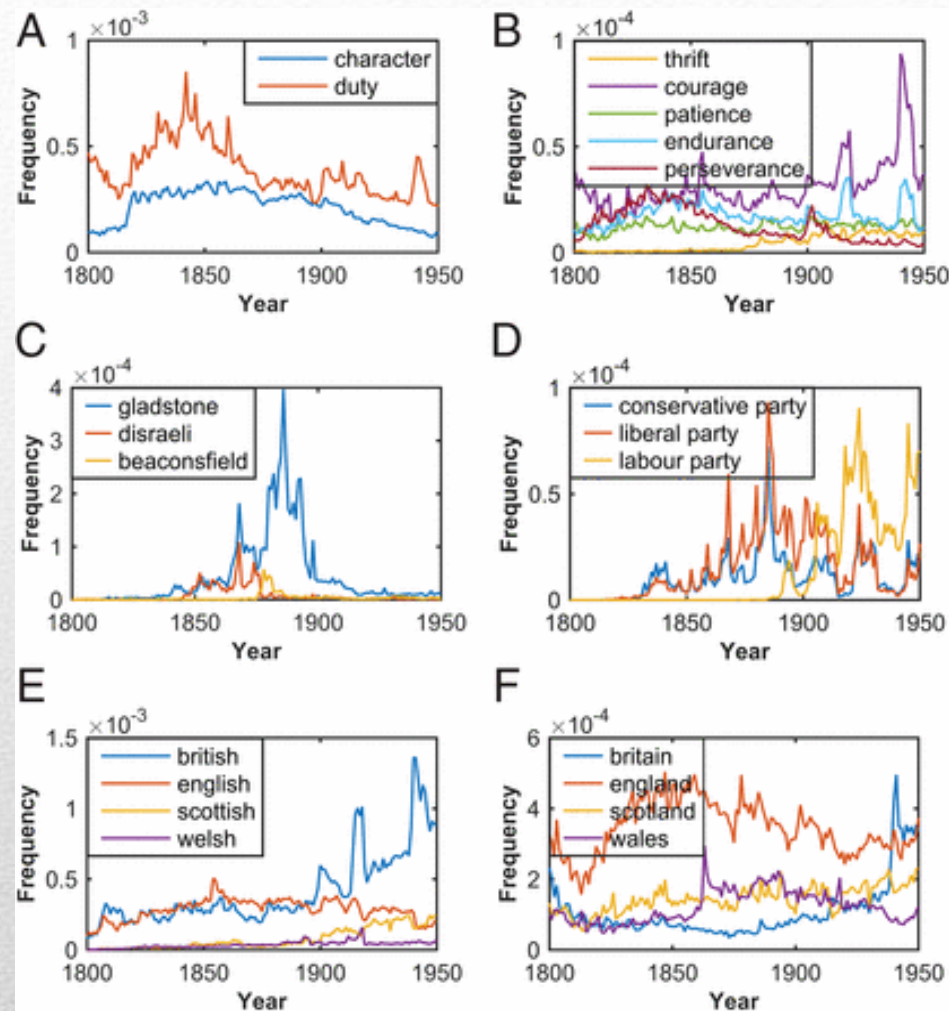 A
×10⁻³
1
0.5
0
Frequency
character
duty
1800 1850 1900 1950
Year
B
×10⁻⁴
1
0.5
0
Frequency
thrift
courage
patience
endurance
perseverance
1800 1850 1900 1950
Year
C
×10⁻⁴
4
3
2
1
0
Frequency
gladstone
disraeli
beaconsfield
1800 1850 1900 1950
Year
D
×10⁻⁴
1
0.5
0
Frequency
conservative party
liberal party
labour party
1800 1850 1900 1950
Year
E
×10⁻³
1.5
1
0.5
0
Frequency
british
english
scottish
welsh
1800 1850 1900 1950
Year
F
×10⁻⁴
6
4
2
0
Frequency
britain
england
scotland
wales
1800 1850 1900 1950
Year